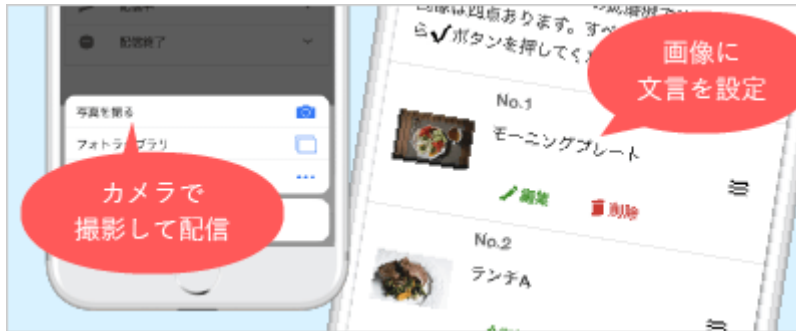 配信終了
写真を撮る
フォトラ
ブラリ
カメラで
撮影して配信
画像は四点あります。すべ
ら✓ボタンを押してく
画像に
文言を設定
No.1
モーニングプレート
編集
削除
No.2
ランチA